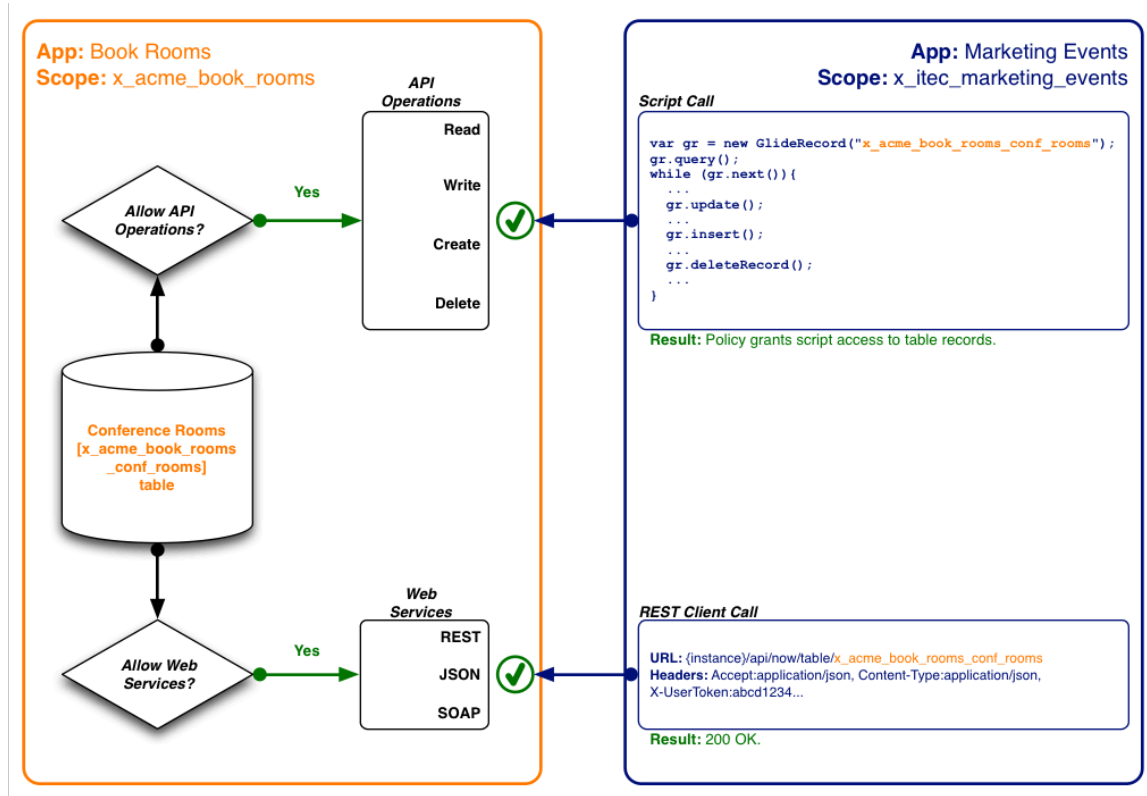 App: Book Rooms
Scope: x_acme_book_rooms
API
Operations
Read
Write
Create
Delete
Allow API
Operations?
Yes
Conference Rooms
[x_acme_book_rooms
_conf_rooms]
table
Allow Web
Services?
Yes
Web
Services
REST
JSON
SOAP
App: Marketing Events
Scope: x_itec_marketing_events
Script Call
var gr = new GlideRecord("x_acme_book_rooms_conf_rooms");
gr.query();
while (gr.next()){
...
gr.update();
...
gr.insert();
...
gr.deleteRecord();
...
}
Result: Policy grants script access to table records.
REST Client Call
URL: {instance}/api/now/table/x_acme_book_rooms_conf_rooms
Headers: Accept:application/json, Content-Type:application/json,
X-UserToken:abcd1234...
Result: 200 OK.